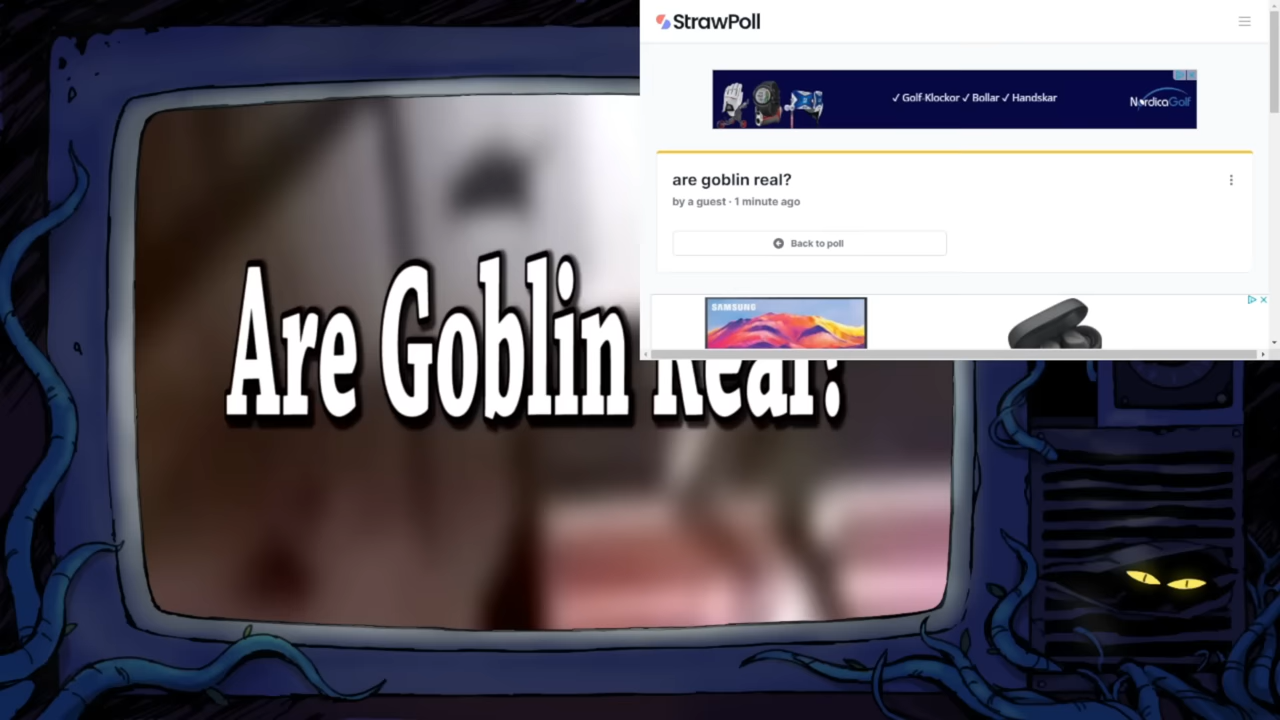 StrawPoll
✓ Golf-Klockor ✓ Bollar ✓ Handskar
NordicaGolf
are goblin real?
by a guest · 1 minute ago
Back to poll
SAMSUNG
Are Goblin Real?